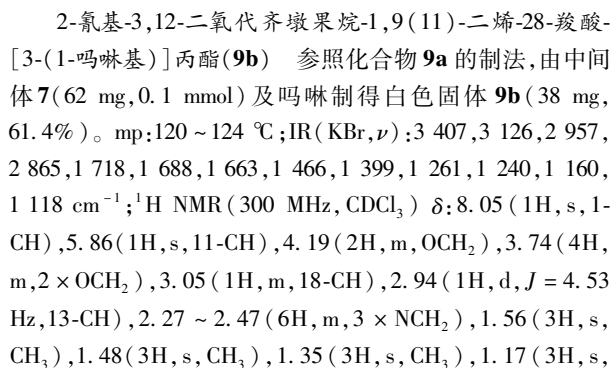 2-氰基-3,12-二氧代齐墩果烷-1,9(11)-二烯-28-羧酸-
[3-(1-吗啉基)]丙酯(9b) 参照化合物 9a 的制法,由中间
体 7(62 mg,0.1 mmol)及吗啉制得白色固体 9b(38 mg,
61.4%)。mp:120 ~ 124 ℃;IR(KBr,ν):3 407,3 126,2 957,
2 865,1 718,1 688,1 663,1 466,1 399,1 261,1 240,1 160,
1 118 cm⁻¹;¹H NMR(300 MHz,CDCl₃) δ:8.05(1H,s,1-
CH),5.86(1H,s,11-CH),4.19(2H,m,OCH₂),3.74(4H,
m,2 × OCH₂),3.05(1H,m,18-CH),2.94(1H,d,J = 4.53
Hz,13-CH),2.27 ~ 2.47(6H,m,3 × NCH₂),1.56(3H,s,
CH₃),1.48(3H,s,CH₃),1.35(3H,s,CH₃),1.17(3H,s,